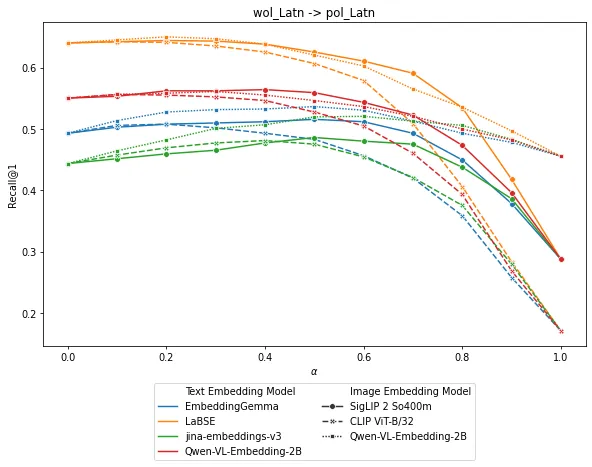 wol_Latn -> pol_Latn
Recall@1
0.6
0.5
0.4
0.3
0.2
0.0 0.2 0.4 0.6 0.8 1.0
α
Text Embedding Model Image Embedding Model
EmbeddingGemma SigLIP 2 So400m
LaBSE CLIP ViT-B/32
jina-embeddings-v3 Qwen-VL-Embedding-2B
Qwen-VL-Embedding-2B